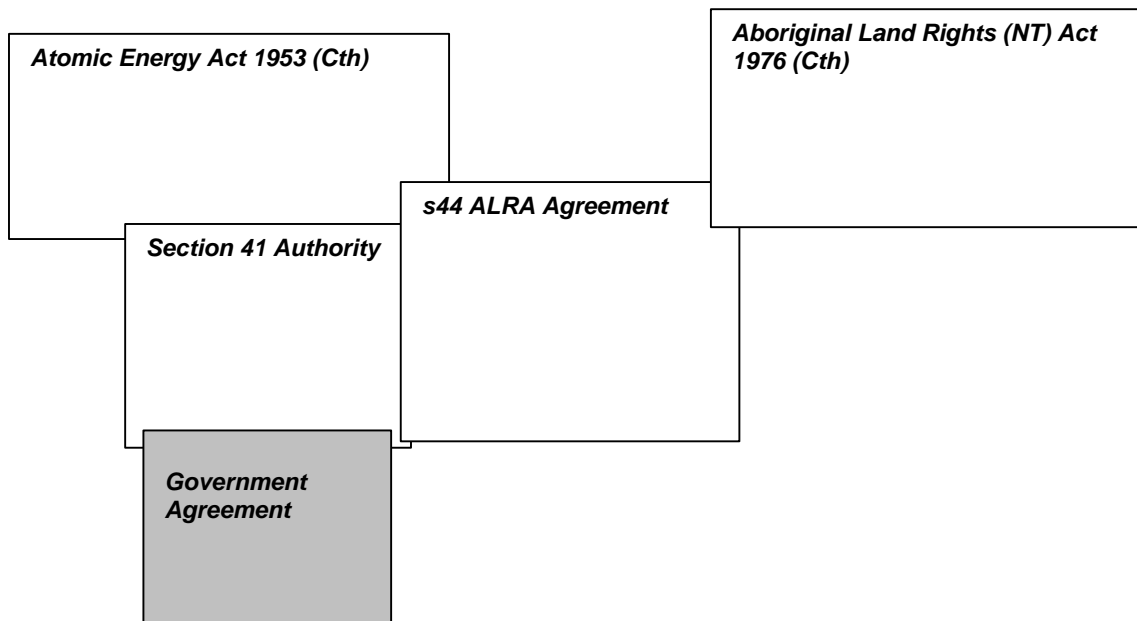 Atomic Energy Act 1953 (Cth)
Aboriginal Land Rights (NT) Act
1976 (Cth)
s44 ALRA Agreement
Section 41 Authority
Government
Agreement